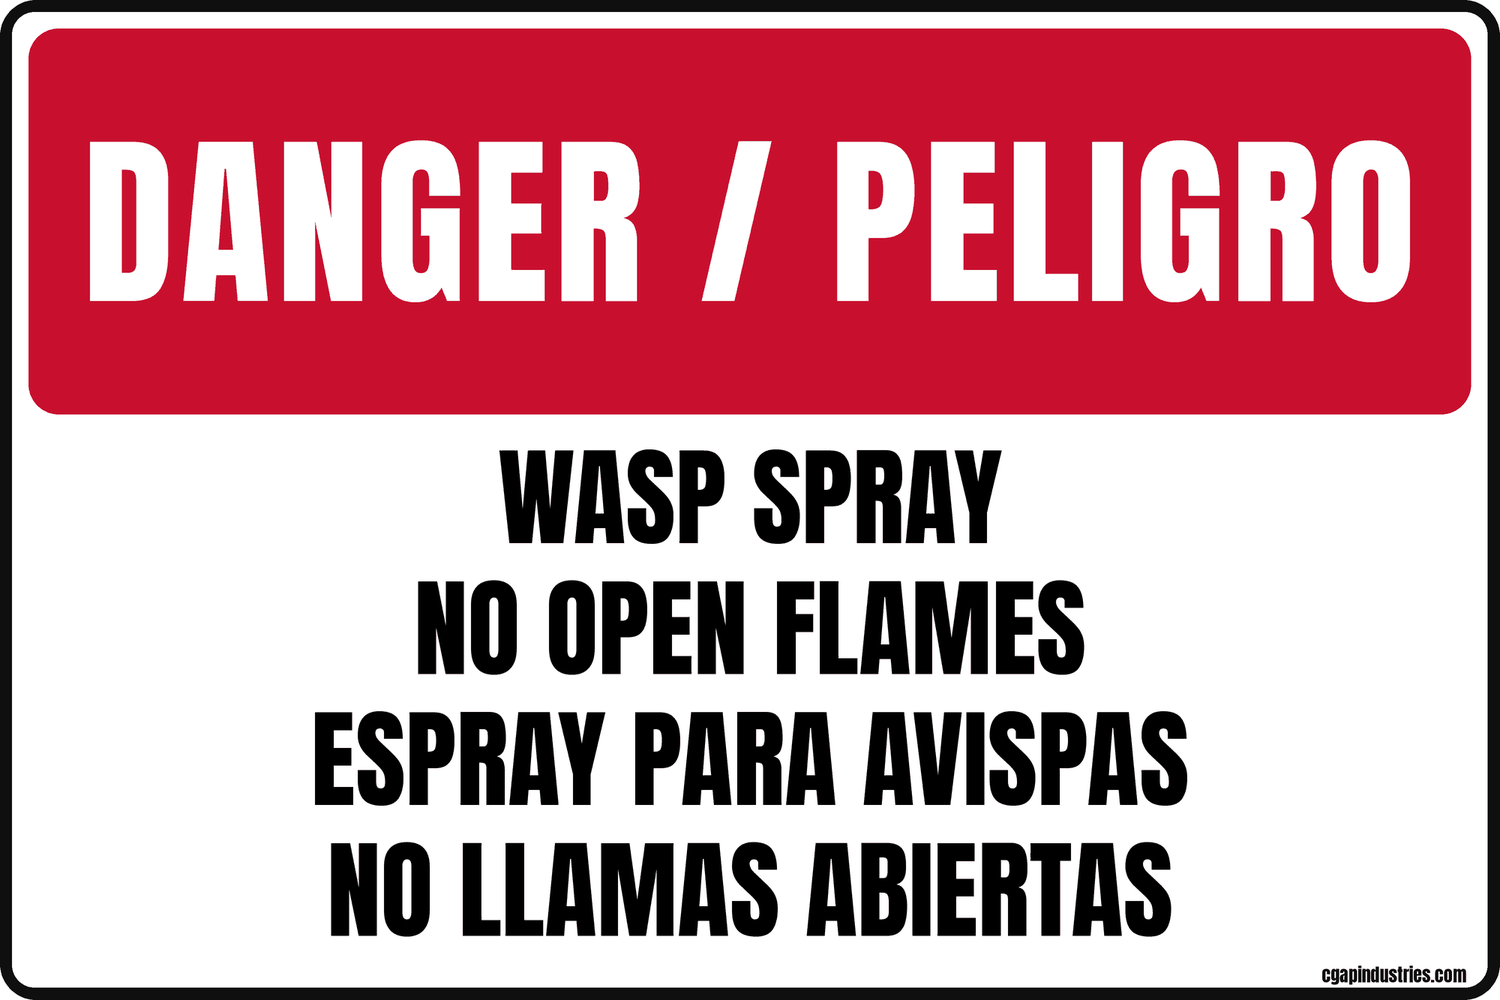 DANGER / PELIGRO
WASP SPRAY
NO OPEN FLAMES
ESPRAY PARA AVISPAS
NO LLAMAS ABIERTAS
cgapindustries.com